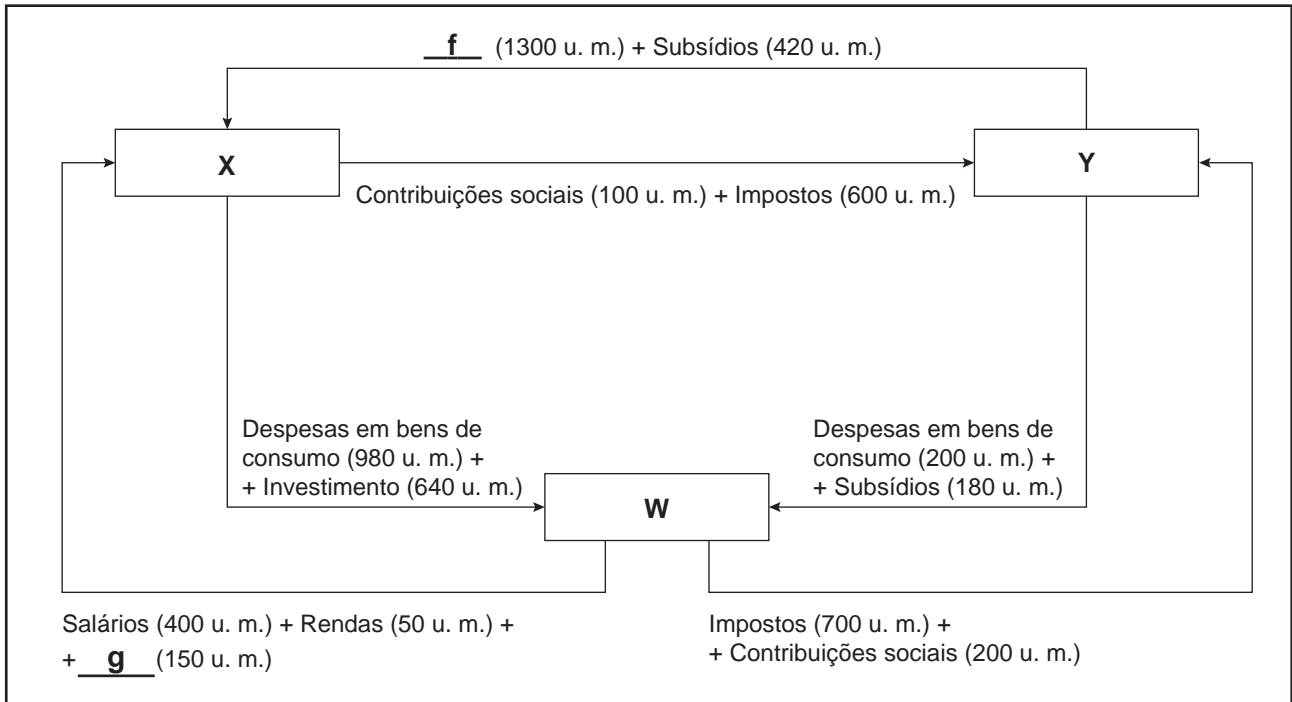 f (1300 u. m.) + Subsídios (420 u. m.)
X
Y
Contribuições sociais (100 u. m.) + Impostos (600 u. m.)
Despesas em bens de
consumo (980 u. m.) +
+ Investimento (640 u. m.)
Despesas em bens de
consumo (200 u. m.) +
+ Subsídios (180 u. m.)
W
Salários (400 u. m.) + Rendas (50 u. m.) +
+ g (150 u. m.)
Impostos (700 u. m.) +
+ Contribuições sociais (200 u. m.)